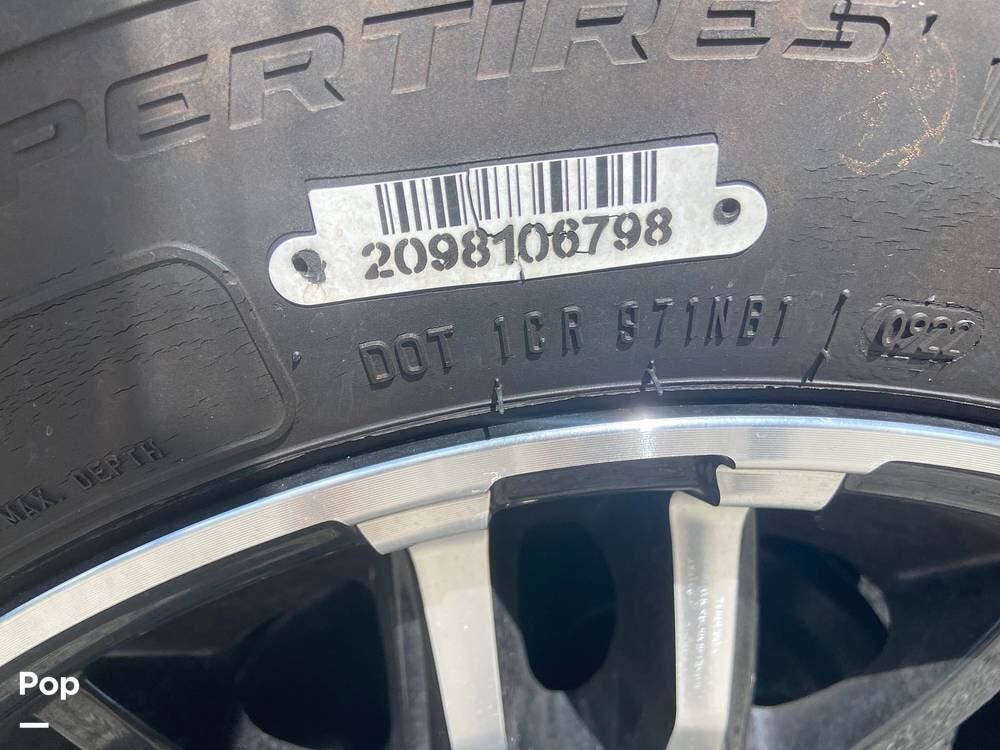 PERTIRES
2098106798
DOT 1CR 971NB1 0922
MAX. DEPTH
Pop